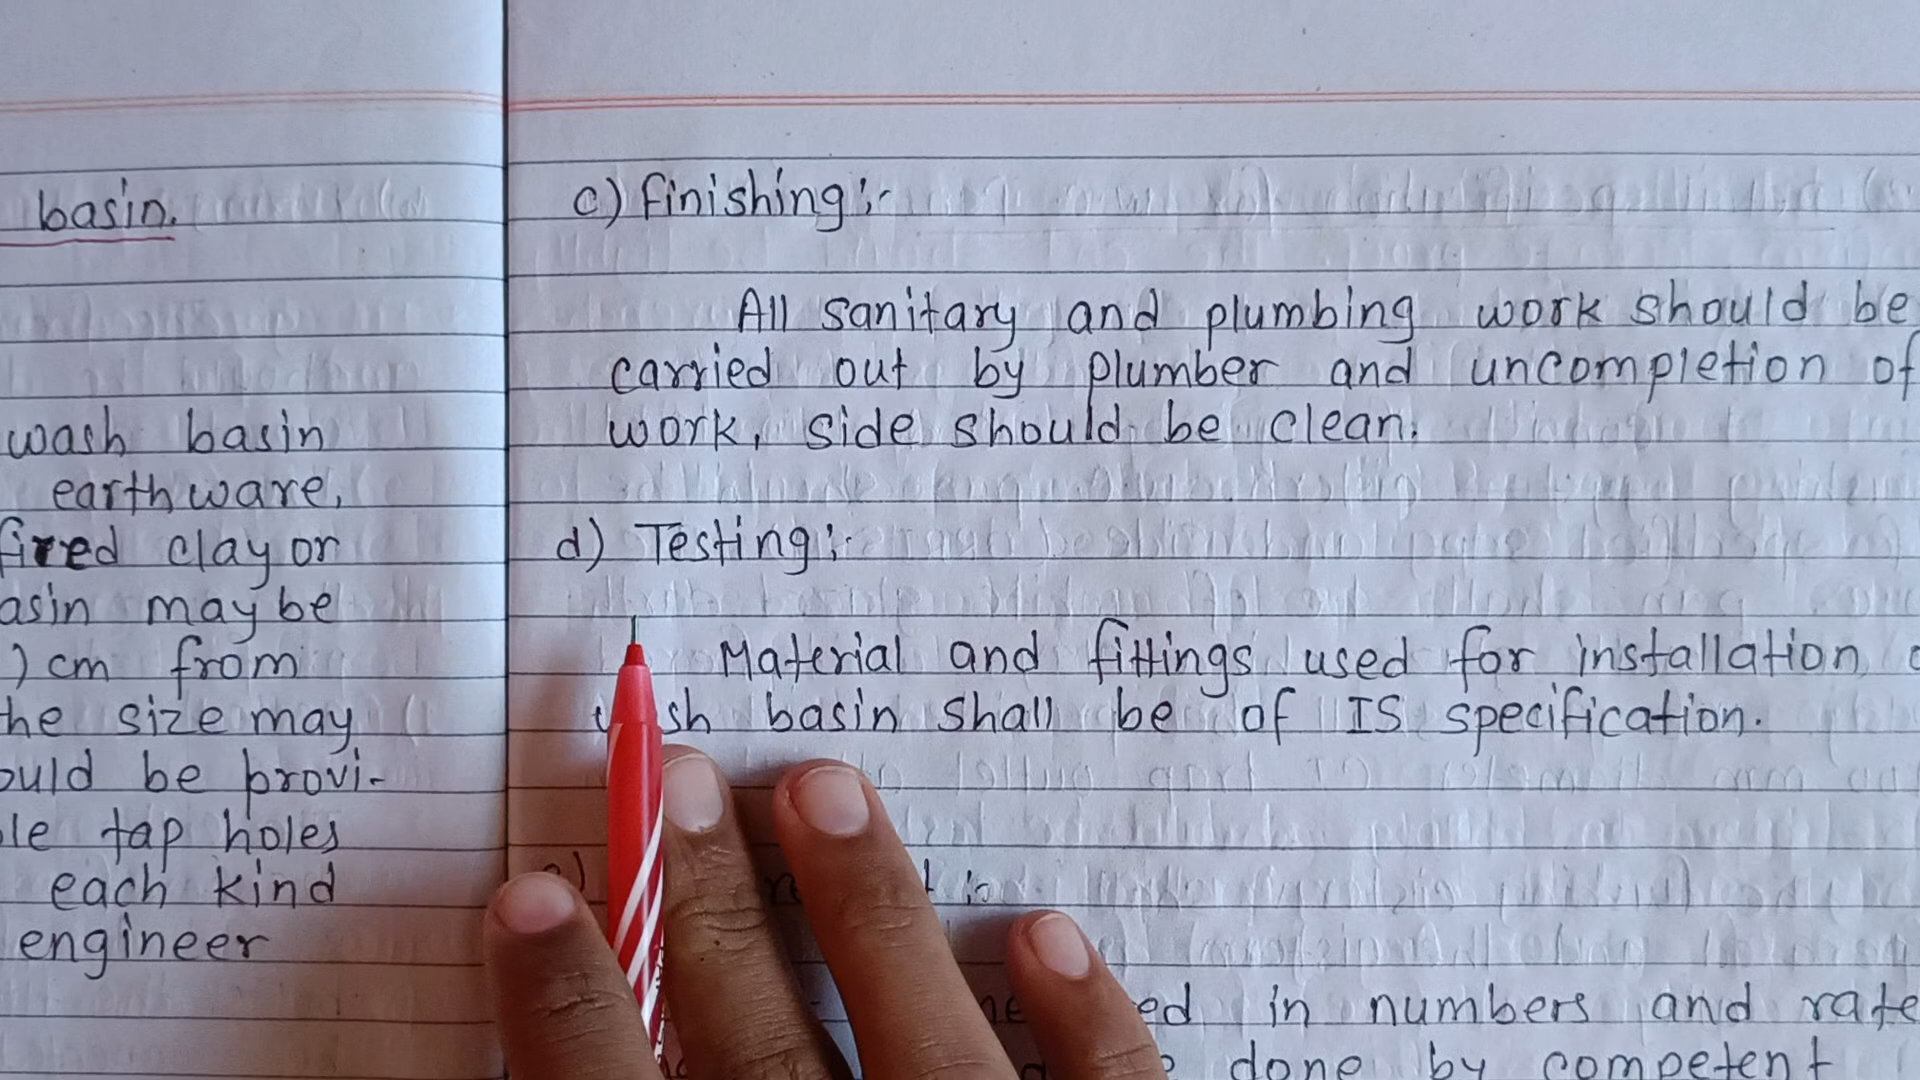 basin.
wash basin
earthware,
fired clay or
asin may be
) cm from
he size may
ould be provi-
le tap holes
each kind
engineer
c) finishing :-
All sanitary and plumbing work should be
carried out by plumber and uncompletion of
work, side should be clean.
d) Testing :-
Material and fittings used for installation
sh basin shall be of IS specification.
e)
ed in numbers and rate
done by competent